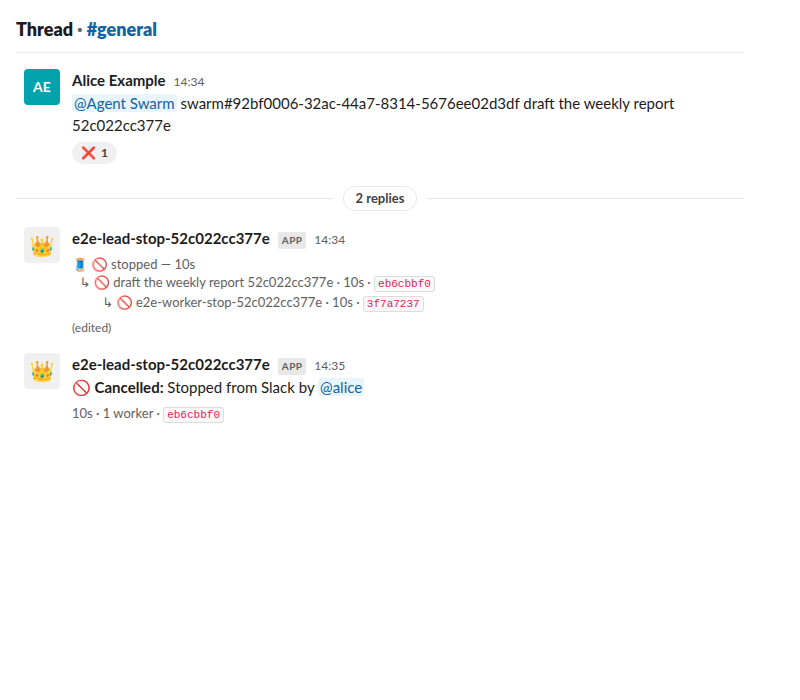 Thread • #general
AE
Alice Example 14:34
@Agent Swarm swarm#92bf0006-32ac-44a7-8314-5676ee02d3df draft the weekly report
52c022cc377e
❌ 1
2 replies
e2e-lead-stop-52c022cc377e APP 14:34
🧵 🚫 stopped — 10s
↳ 🚫 draft the weekly report 52c022cc377e · 10s · eb6cbbf0
↳ 🚫 e2e-worker-stop-52c022cc377e · 10s · 3f7a7237
(edited)
e2e-lead-stop-52c022cc377e APP 14:35
🚫 Cancelled: Stopped from Slack by @alice
10s · 1 worker · eb6cbbf0